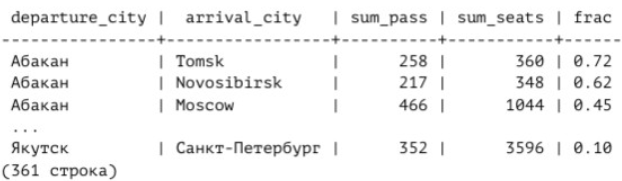 departure_city | arrival_city | sum_pass | sum_seats | frac
----------------+-----------------+----------+-----------+------
Абакан | Tomsk | 258 | 360 | 0.72
Абакан | Novosibirsk | 217 | 348 | 0.62
Абакан | Moscow | 466 | 1044 | 0.45
...
Якутск | Санкт-Петербург | 352 | 3596 | 0.10
(361 строка)